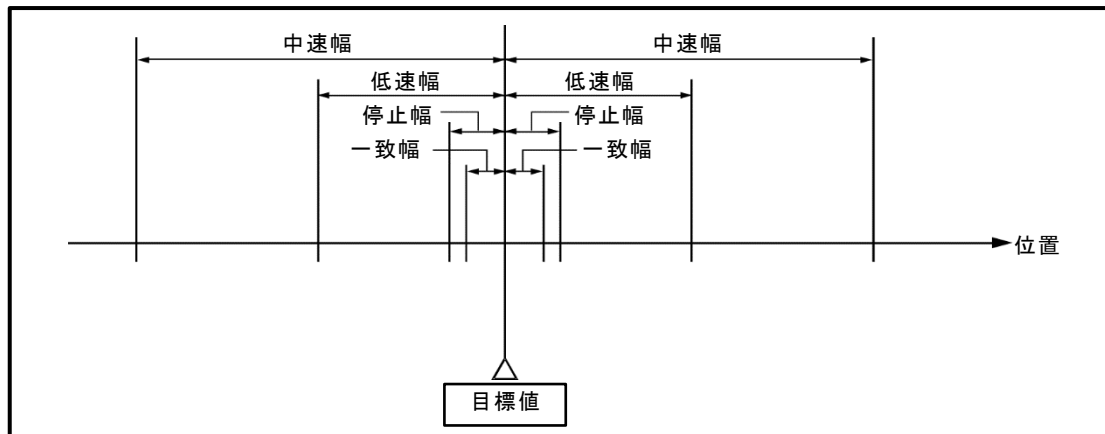 中速幅 中速幅
低速幅 低速幅
停止幅 停止幅
一致幅 一致幅
位置
目標値